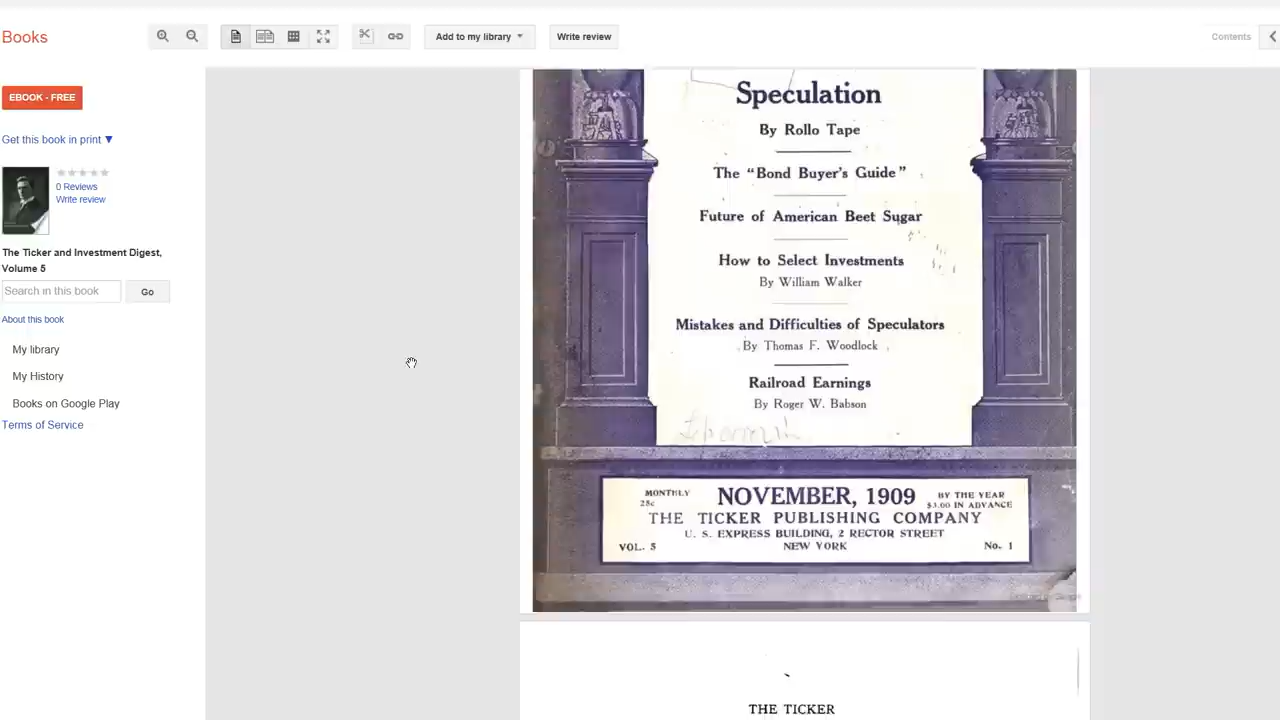 Books
Add to my library
Write review
Contents
EBOOK - FREE
Get this book in print ▼
0 Reviews
Write review
The Ticker and Investment Digest,
Volume 5
Search in this book
Go
About this book
My library
My History
Books on Google Play
Terms of Service
Speculation
By Rollo Tape
The "Bond Buyer's Guide"
Future of American Beet Sugar
How to Select Investments
By William Walker
Mistakes and Difficulties of Speculators
By Thomas F. Woodlock
Railroad Earnings
By Roger W. Babson
MONTHLY
25c
NOVEMBER, 1909
BY THE YEAR
$3.00 IN ADVANCE
THE TICKER PUBLISHING COMPANY
U. S. EXPRESS BUILDING, 2 RECTOR STREET
VOL. 5
NEW YORK
No. 1
THE TICKER